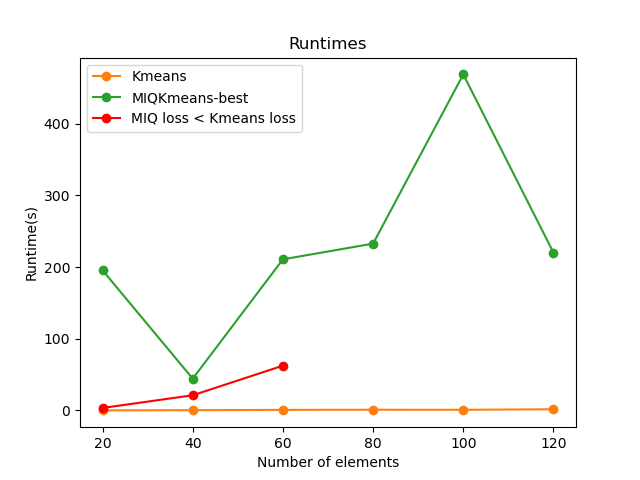 Runtimes
Kmeans
MIQKmeans-best
MIQ loss < Kmeans loss
Runtime(s)
400
300
200
100
0
20 40 60 80 100 120
Number of elements